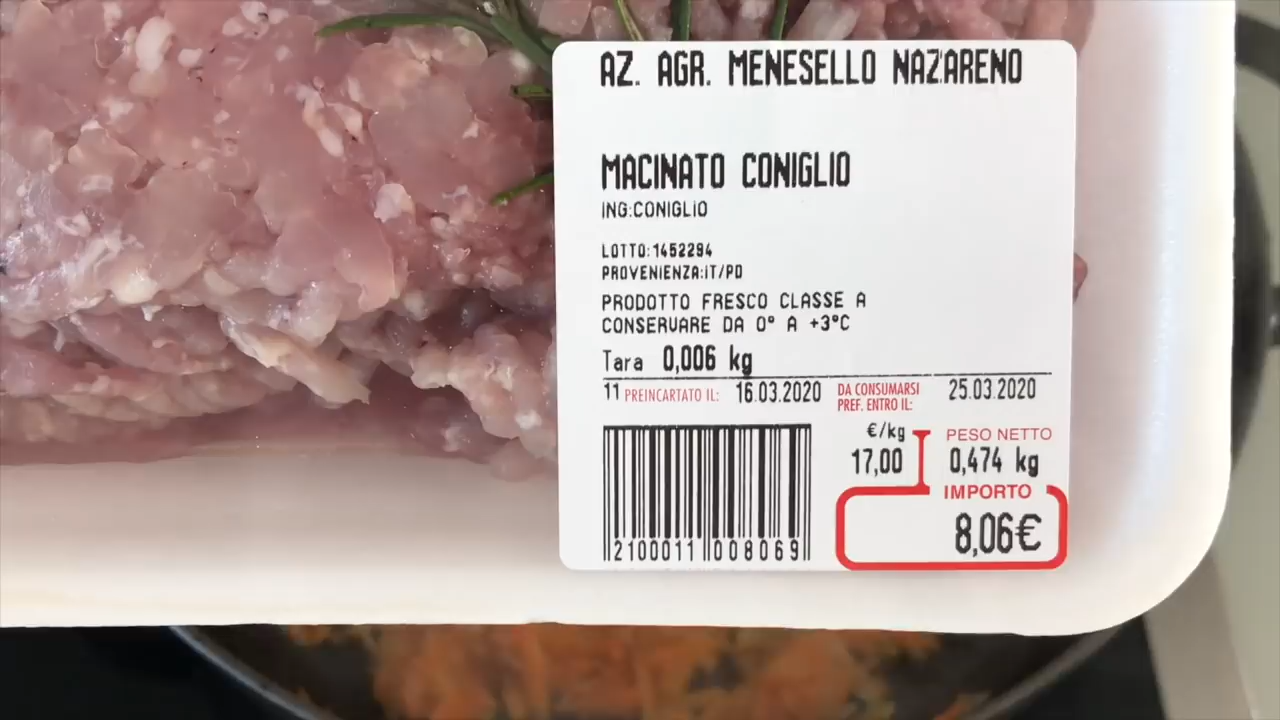 AZ. AGR. MENESELLO NAZARENO
MACINATO CONIGLIO
ING:CONIGLIO
LOTTO:1452294
PROVENIENZA:IT/PD
PRODOTTO FRESCO CLASSE A
CONSERVARE DA 0° A +3°C
Tara 0,006 kg
11 PREINCARTATO IL: 16.03.2020 DA CONSUMARSI PREF. ENTRO IL: 25.03.2020
€/kg PESO NETTO
17,00 0,474 kg
IMPORTO
8,06€
2100011 008069